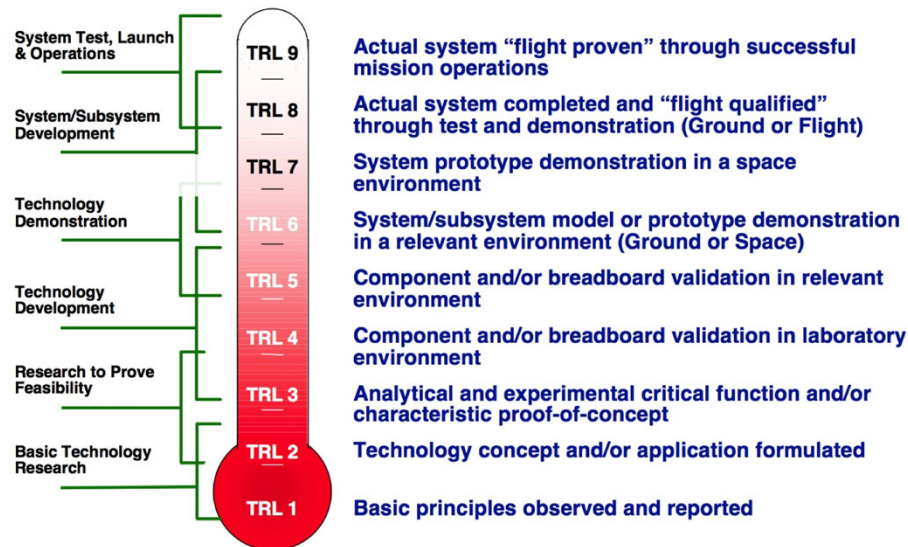 System Test, Launch
& Operations
TRL 9
Actual system “flight proven” through successful
mission operations
System/Subsystem
Development
TRL 8
Actual system completed and “flight qualified”
through test and demonstration (Ground or Flight)
TRL 7
System prototype demonstration in a space
environment
Technology
Demonstration
TRL 6
System/subsystem model or prototype demonstration
in a relevant environment (Ground or Space)
TRL 5
Component and/or breadboard validation in relevant
environment
Technology
Development
TRL 4
Component and/or breadboard validation in laboratory
environment
Research to Prove
Feasibility
TRL 3
Analytical and experimental critical function and/or
characteristic proof-of-concept
Basic Technology
Research
TRL 2
Technology concept and/or application formulated
TRL 1
Basic principles observed and reported